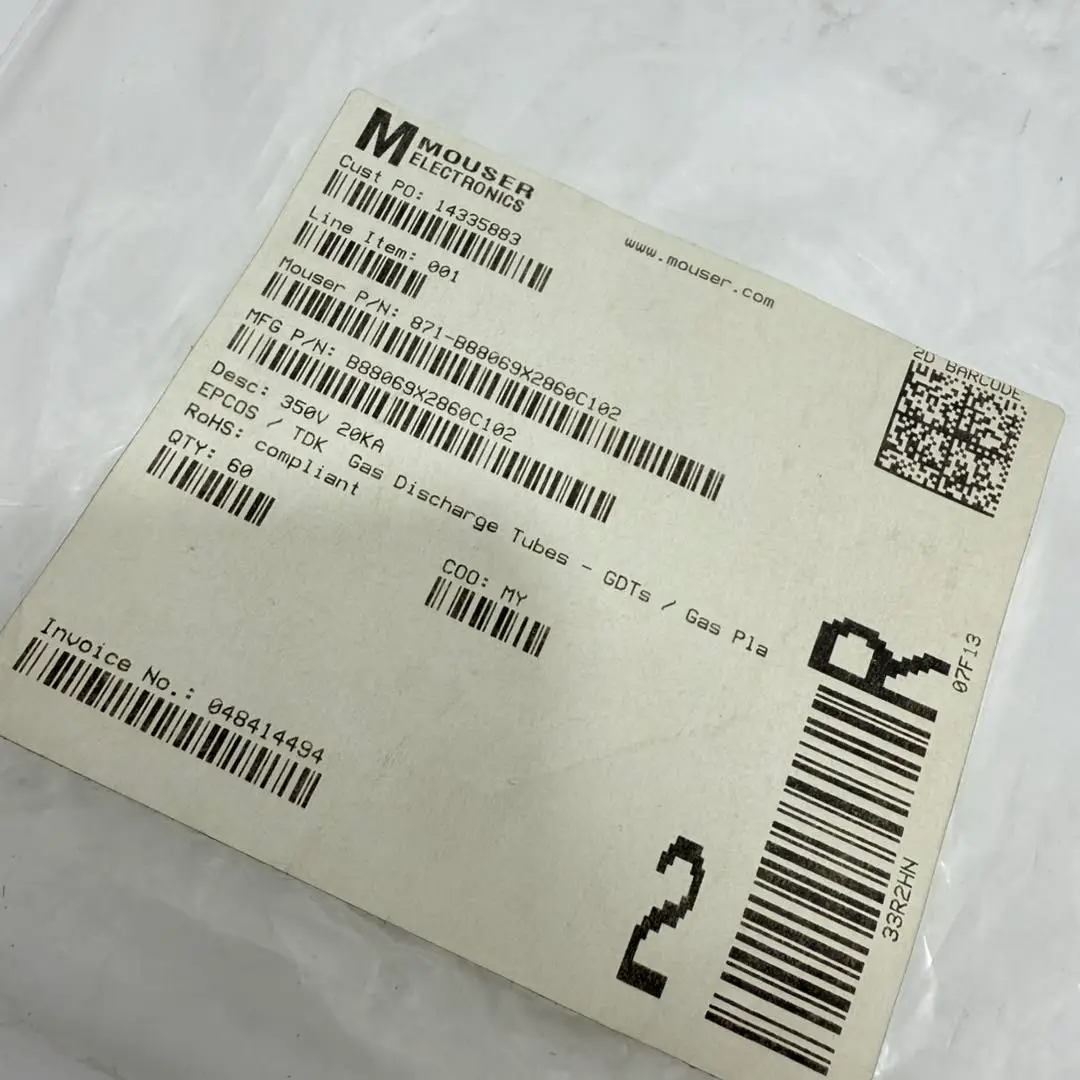 M MOUSER
ELECTRONICS
Cust PO: 14335883
www.mouser.com
Line Item: 001
Mouser P/N: 871-B88069X2860C102
MFG P/N: B88069X2860C102
2D BARCODE
Desc: 350V 20KA
EPCOS / TDK Gas Discharge Tubes - GDTs / Gas Pla
RoHS: compliant
QTY: 60
COO: MY
Invoice No.: 048414494
R
07F13
33R2HN
2